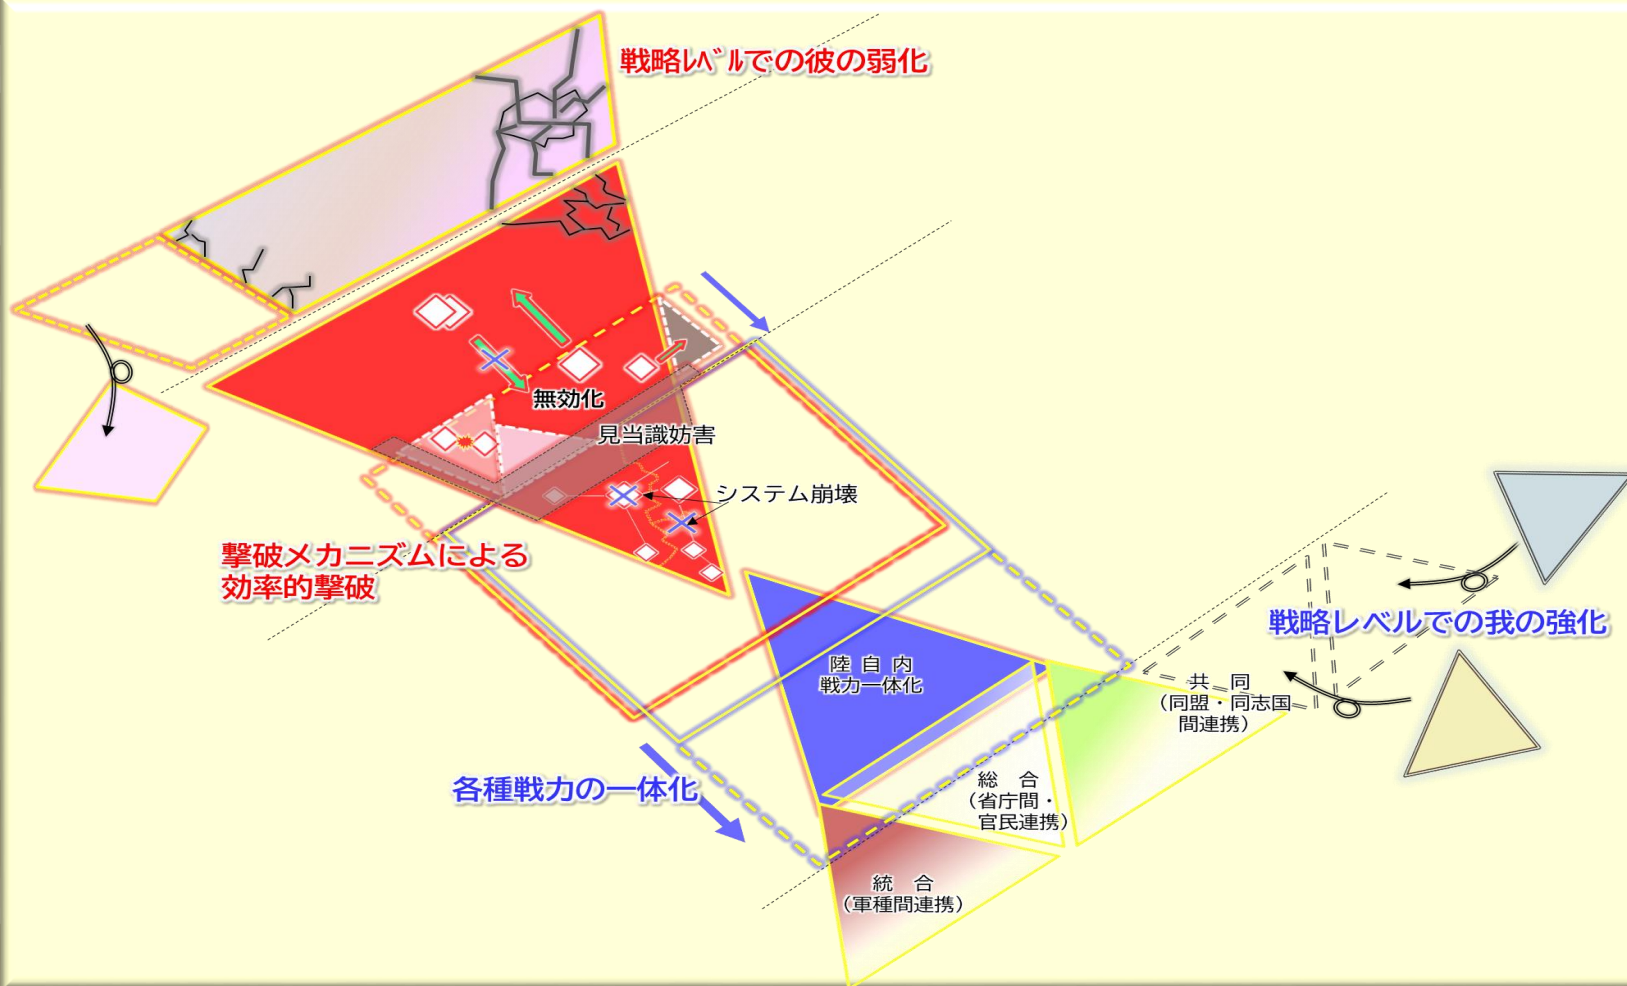 戦略ﾚﾍﾞﾙでの彼の弱化
無効化
見当識妨害
システム崩壊
撃破メカニズムによる
効率的撃破
戦略レベルでの我の強化
陸 自 内
戦力一体化
共　同
（同盟・同志国
間連携）
各種戦力の一体化
総　合
（省庁間・
官民連携）
統　合
（軍種間連携）